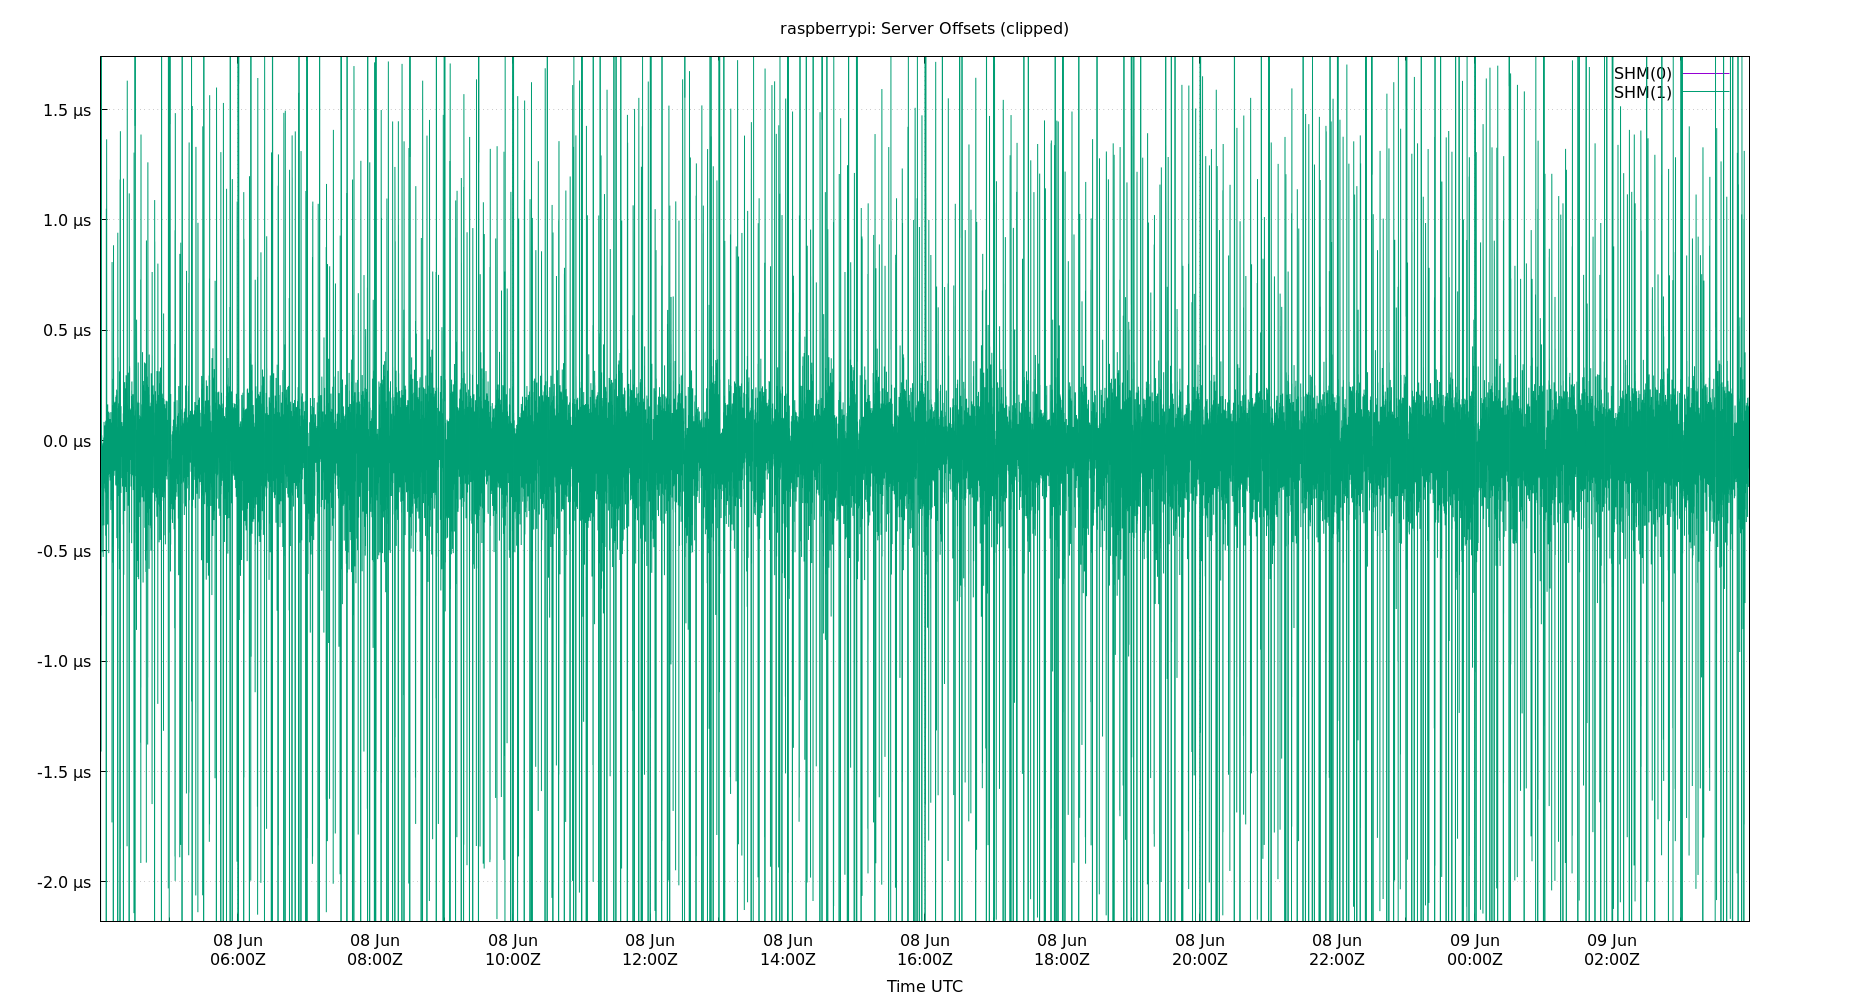 raspberrypi: Server Offsets (clipped)
SHM(0)
SHM(1)
1.5 µs
1.0 µs
0.5 µs
0.0 µs
-0.5 µs
-1.0 µs
-1.5 µs
-2.0 µs
08 Jun 08 Jun 08 Jun 08 Jun 08 Jun 08 Jun 08 Jun 08 Jun 08 Jun 09 Jun 09 Jun
06:00Z 08:00Z 10:00Z 12:00Z 14:00Z 16:00Z 18:00Z 20:00Z 22:00Z 00:00Z 02:00Z
Time UTC